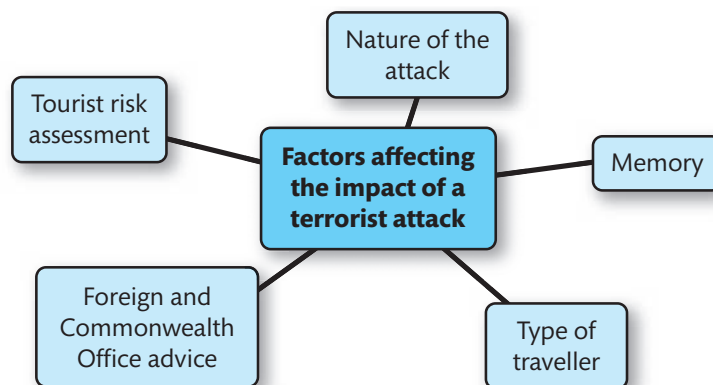 Nature of the
attack
Tourist risk
assessment
Factors affecting
the impact of a
terrorist attack
Memory
Foreign and
Commonwealth
Office advice
Type of
traveller